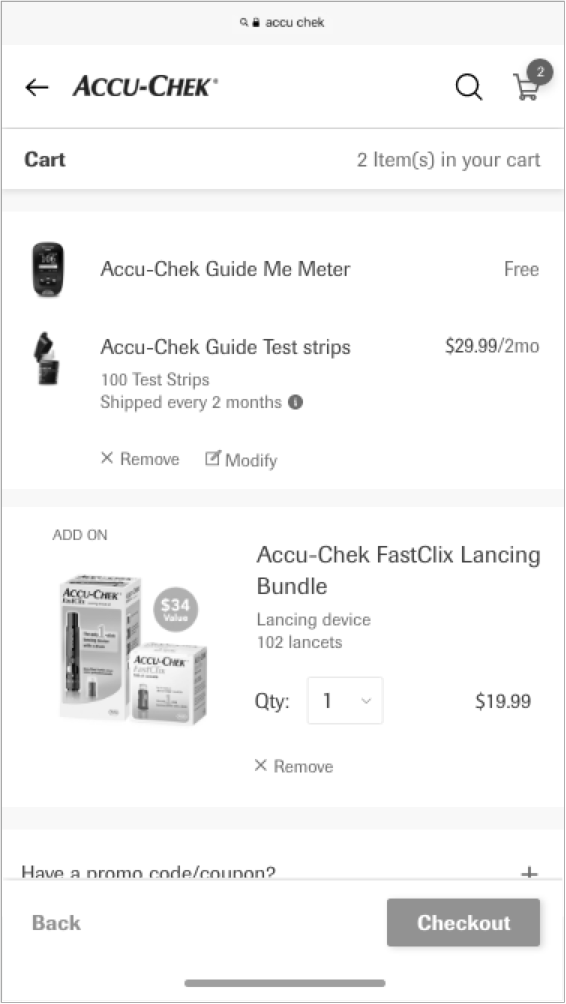 accu chek
ACCU-CHEK®
2
Cart
2 Item(s) in your cart
Accu-Chek Guide Me Meter
Free
Accu-Chek Guide Test strips
$29.99/2mo
100 Test Strips
Shipped every 2 months
Remove
Modify
ADD ON
Accu-Chek FastClix Lancing
Bundle
Lancing device
102 lancets
ACCU-CHEK
FastClix
$34
Value
ACCU-CHEK
FastClix
Qty:
1
$19.99
Remove
Have a promo code/coupon?
Back
Checkout